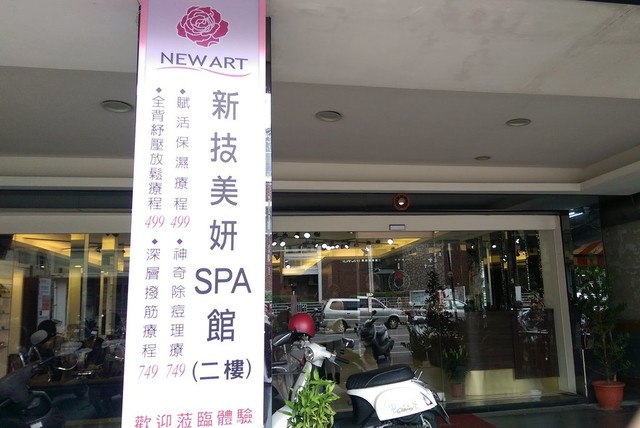 NEW ART
新技美妍SPA館(二樓)
◆賦活保濕療程499◆神奇除痘理療749
◆全背紓壓放鬆療程499◆深層撥筋療程749
歡迎蒞臨體驗